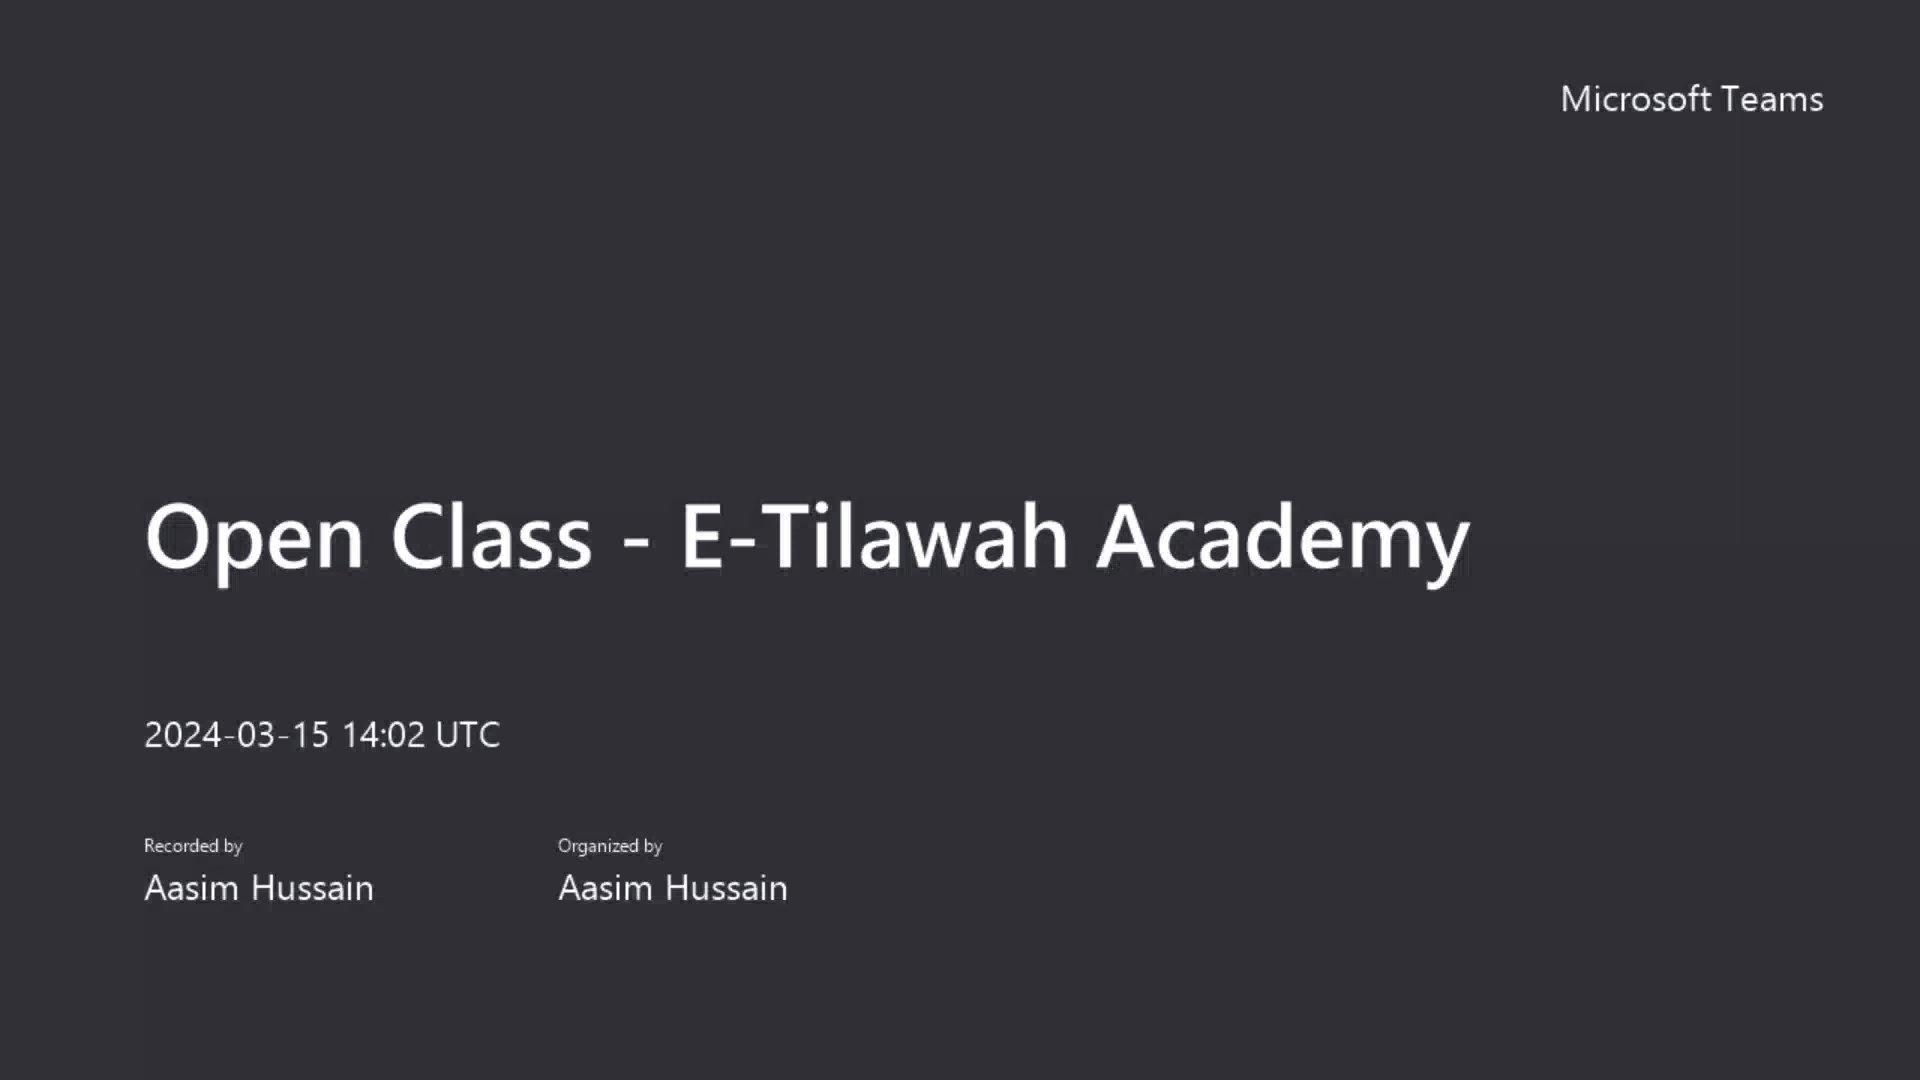 Microsoft Teams
Open Class - E-Tilawah Academy
2024-03-15 14:02 UTC
Recorded by
Aasim Hussain
Organized by
Aasim Hussain